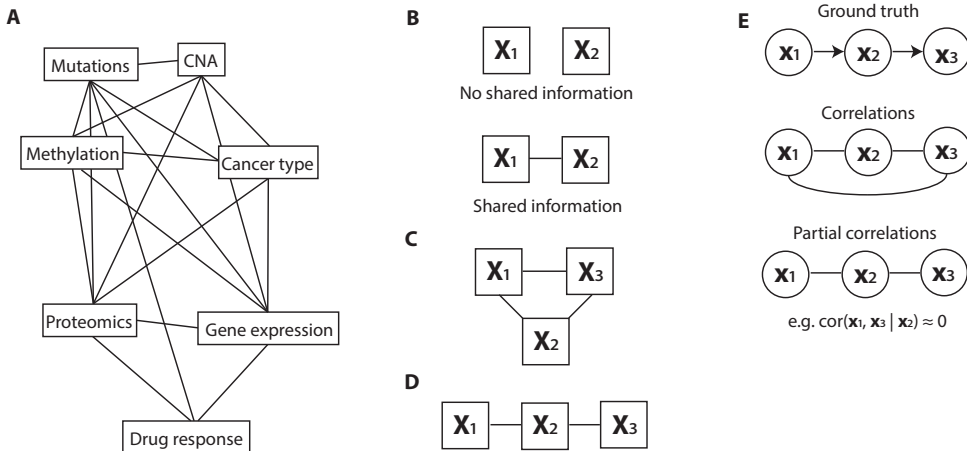 A
Mutations
CNA
Methylation
Cancer type
Proteomics
Gene expression
Drug response
B
X1 X2
No shared information
X1 X2
Shared information
C
X1 X3
X2
D
X1 X2 X3
E
Ground truth
x1 x2 x3
Correlations
x1 x2 x3
Partial correlations
x1 x2 x3
e.g. cor(x1, x3 | x2) ≈ 0